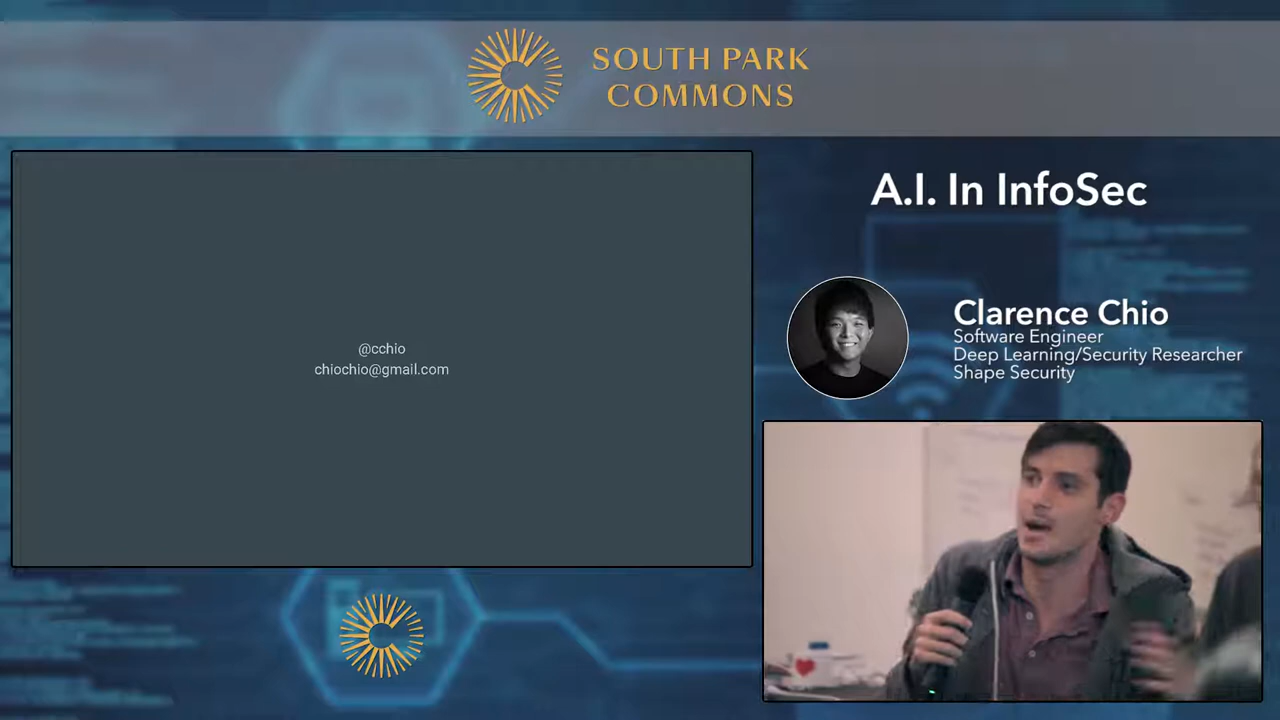 SOUTH PARK
COMMONS
@cchio
chiochio@gmail.com
A.I. In InfoSec
Clarence Chio
Software Engineer
Deep Learning/Security Researcher
Shape Security